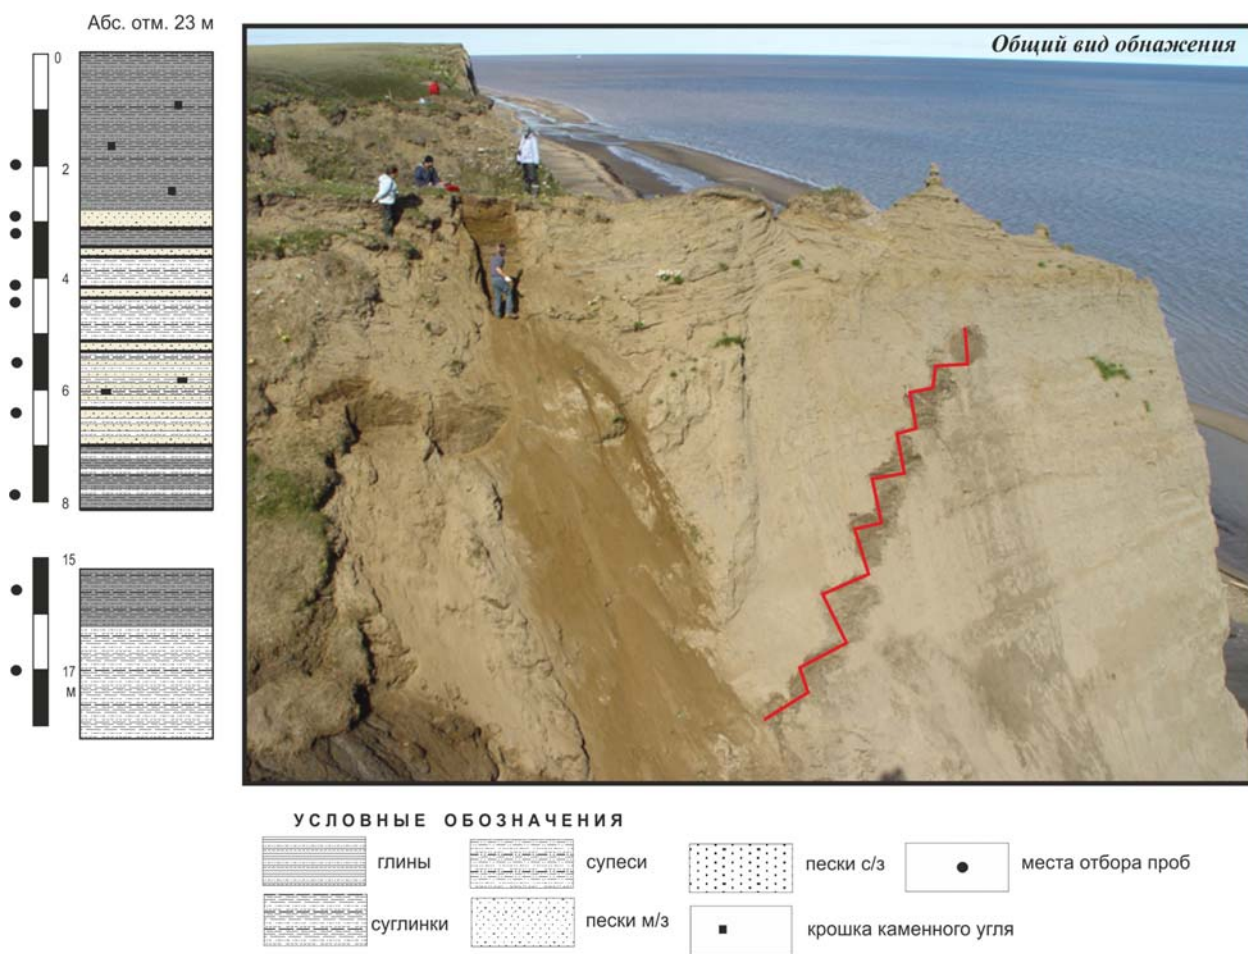 Абс. отм. 23 м
Общий вид обнажения
0
2
4
6
8
15
17
м
УСЛОВНЫЕ ОБОЗНАЧЕНИЯ
глины
супеси
пески с/з
места отбора проб
суглинки
пески м/з
крошка каменного угля